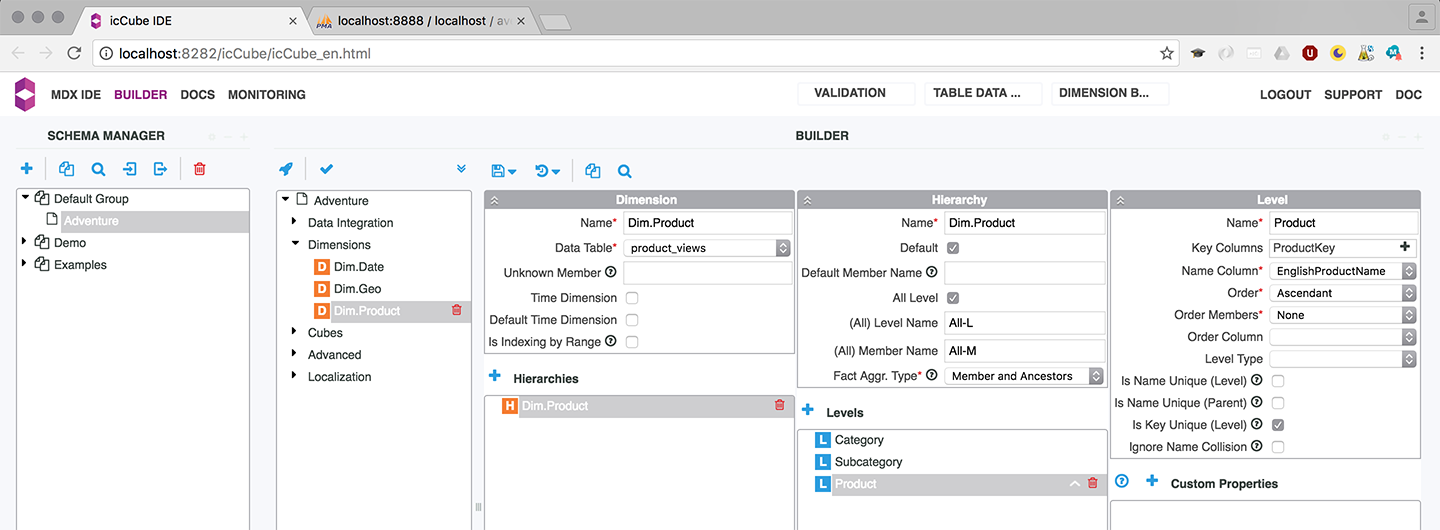 icCube IDE
PMA localhost:8888 / localhost / av
localhost:8282/icCube/icCube_en.html
MDX IDE BUILDER DOCS MONITORING
VALIDATION TABLE DATA ... DIMENSION B...
LOGOUT SUPPORT DOC
SCHEMA MANAGER
BUILDER
Default Group
Adventure
Demo
Examples
Adventure
Data Integration
Dimensions
D Dim.Date
D Dim.Geo
D Dim.Product
Cubes
Advanced
Localization
Dimension
Name* Dim.Product
Data Table* product_views
Unknown Member ?
Time Dimension
Default Time Dimension
Is Indexing by Range ?
Hierarchies
H Dim.Product
Hierarchy
Name* Dim.Product
Default
Default Member Name ?
All Level
(All) Level Name All-L
(All) Member Name All-M
Fact Aggr. Type* ? Member and Ancestors
Levels
L Category
L Subcategory
L Product
Level
Name* Product
Key Columns ProductKey
Name Column* EnglishProductName
Order* Ascendant
Order Members* None
Order Column
Level Type
Is Name Unique (Level) ?
Is Name Unique (Parent) ?
Is Key Unique (Level) ?
Ignore Name Collision ?
? Custom Properties